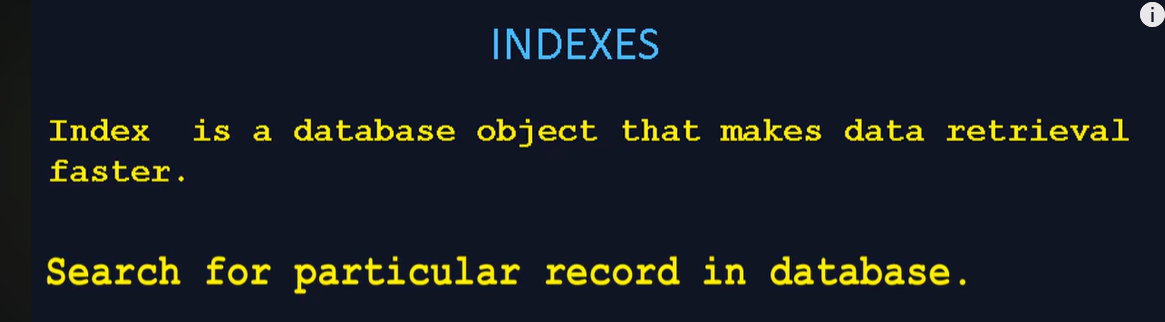 INDEXES
Index is a database object that makes data retrieval
faster.
Search for particular record in database.